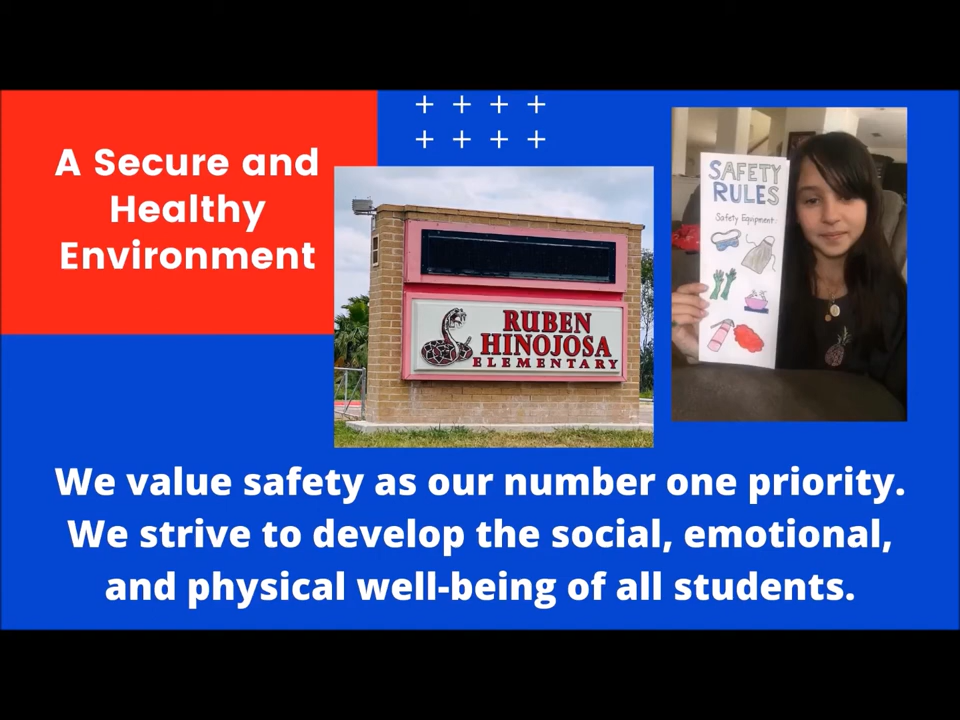 A Secure and
Healthy
Environment
RUBEN
HINOJOSA
ELEMENTARY
SAFETY
RULES
Safety Equipment:
We value safety as our number one priority.
We strive to develop the social, emotional,
and physical well-being of all students.